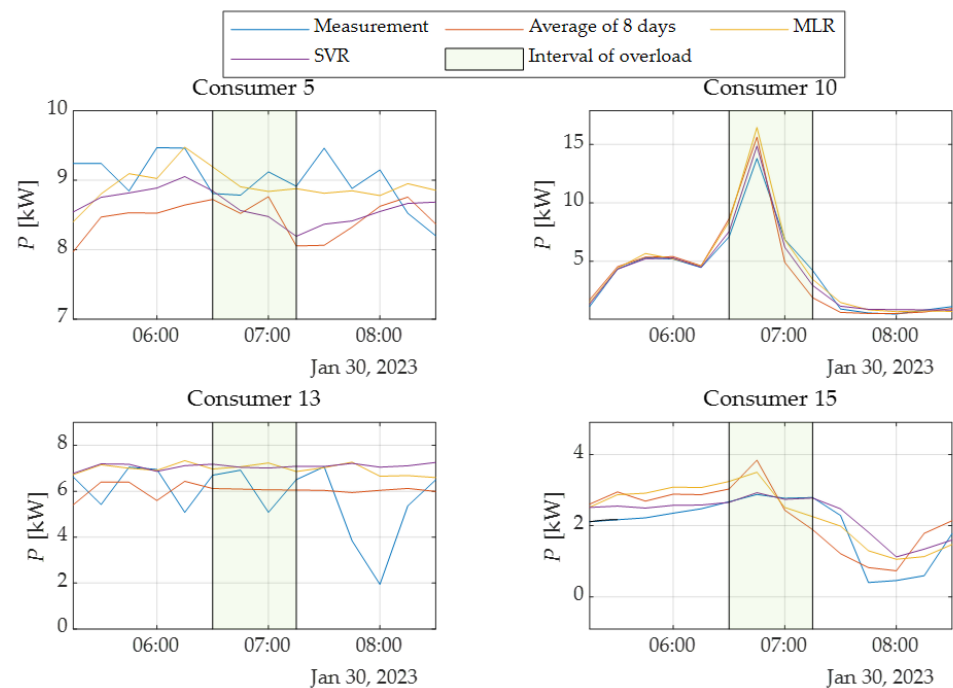 Measurement Average of 8 days MLR
SVR Interval of overload
Consumer 5
10
9
8
7
P [kW]
06:00 07:00 08:00
Jan 30, 2023
Consumer 10
15
10
5
P [kW]
06:00 07:00 08:00
Jan 30, 2023
Consumer 13
8
6
4
2
0
P [kW]
06:00 07:00 08:00
Jan 30, 2023
Consumer 15
4
2
0
P [kW]
06:00 07:00 08:00
Jan 30, 2023